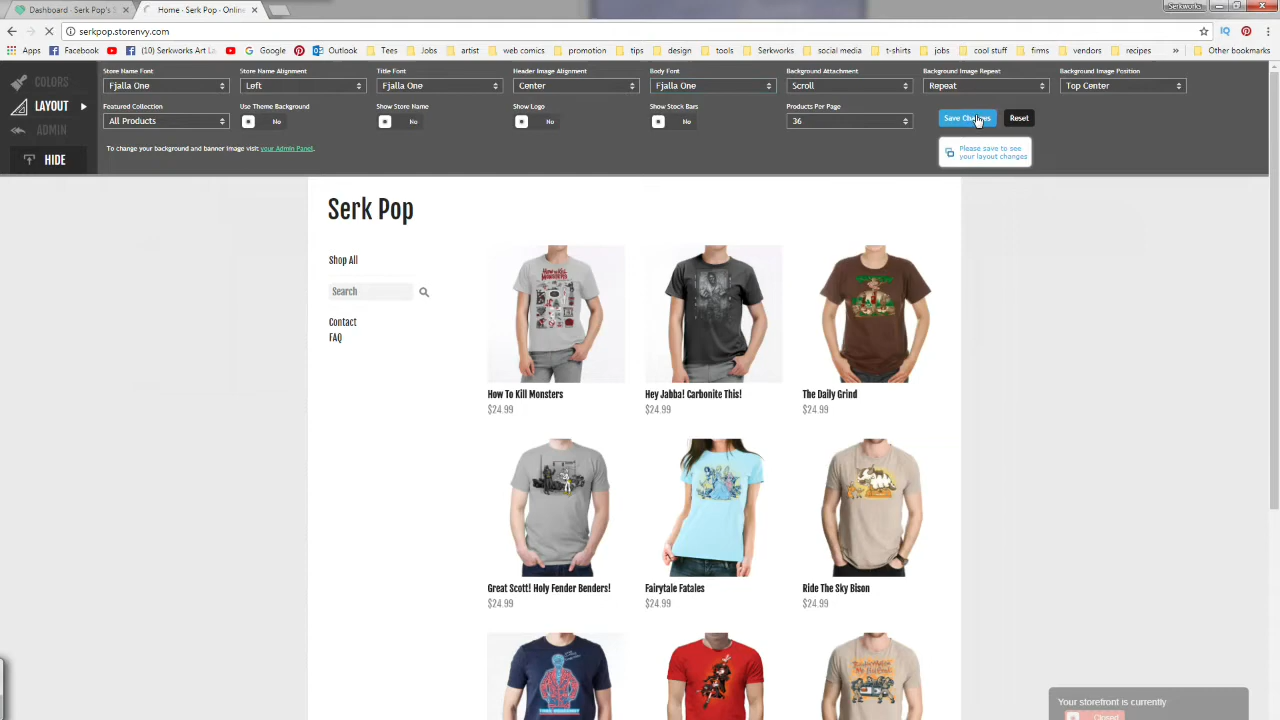 Dashboard - Serk Pop's S
Home - Serk Pop - Online
Serkworks
serkpop.storenvy.com
Apps
Facebook
(10) Serkworks Art La
Google
Outlook
Tees
Jobs
artist
web comics
promotion
tips
design
tools
Serkworks
social media
t-shirts
jobs
cool stuff
firms
vendors
recipes
»
Other bookmarks
COLORS
LAYOUT
ADMIN
HIDE
Store Name Font
Store Name Alignment
Title Font
Header Image Alignment
Body Font
Background Attachment
Background Image Repeat
Background Image Position
Fjalla One
Left
Fjalla One
Center
Fjalla One
Scroll
Repeat
Top Center
Featured Collection
Use Theme Background
Show Store Name
Show Logo
Show Stock Bars
Products Per Page
All Products
No
No
No
No
36
Save Changes
Reset
To change your background and banner image visit your Admin Panel.
Please save to see
your layout changes
Serk Pop
Shop All
Search
Contact
FAQ
HOW TO KILL
MONSTERS
How To Kill Monsters
$24.99
Hey Jabba! Carbonite This!
$24.99
The Daily Grind
$24.99
Great Scott! Holy Fender Benders!
$24.99
Fairytale Fatales
$24.99
Ride The Sky Bison
$24.99
Your storefront is currently
Closed